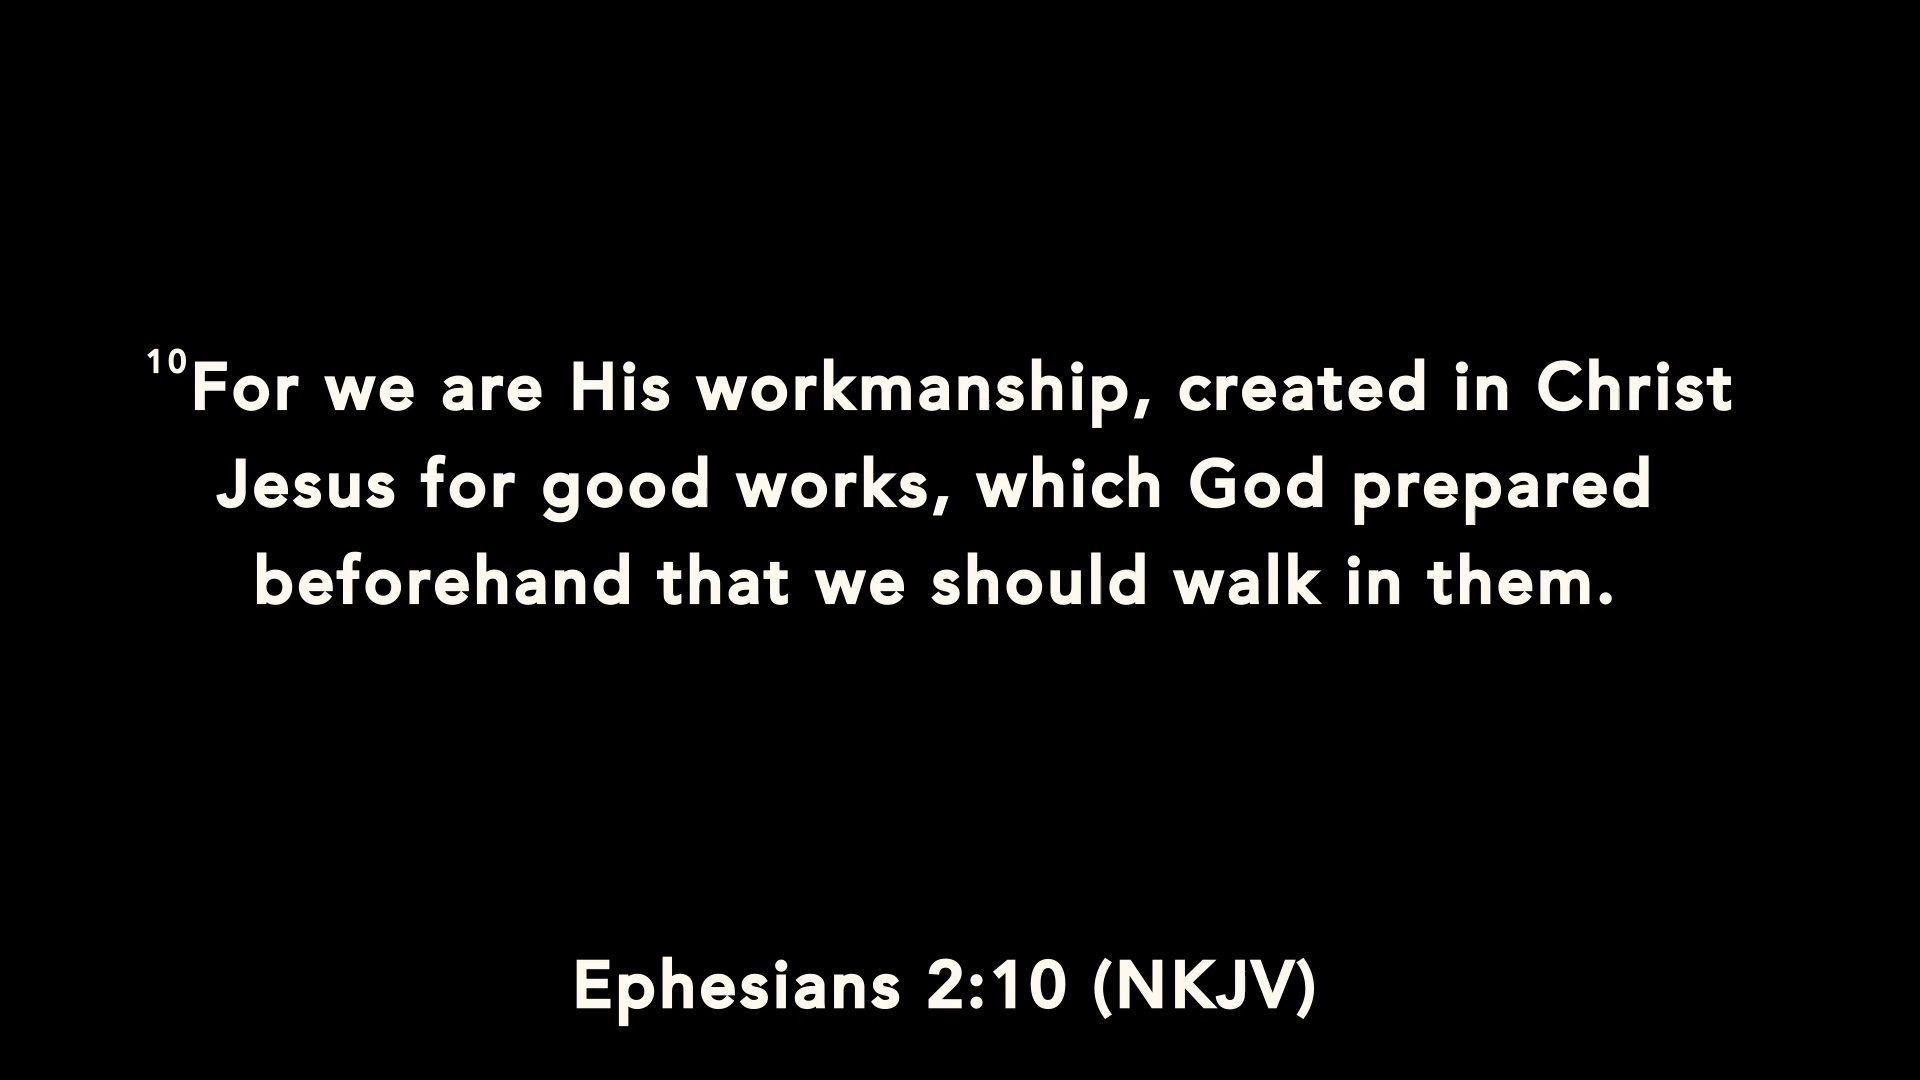 ¹⁰For we are His workmanship, created in Christ
Jesus for good works, which God prepared
beforehand that we should walk in them.
Ephesians 2:10 (NKJV)